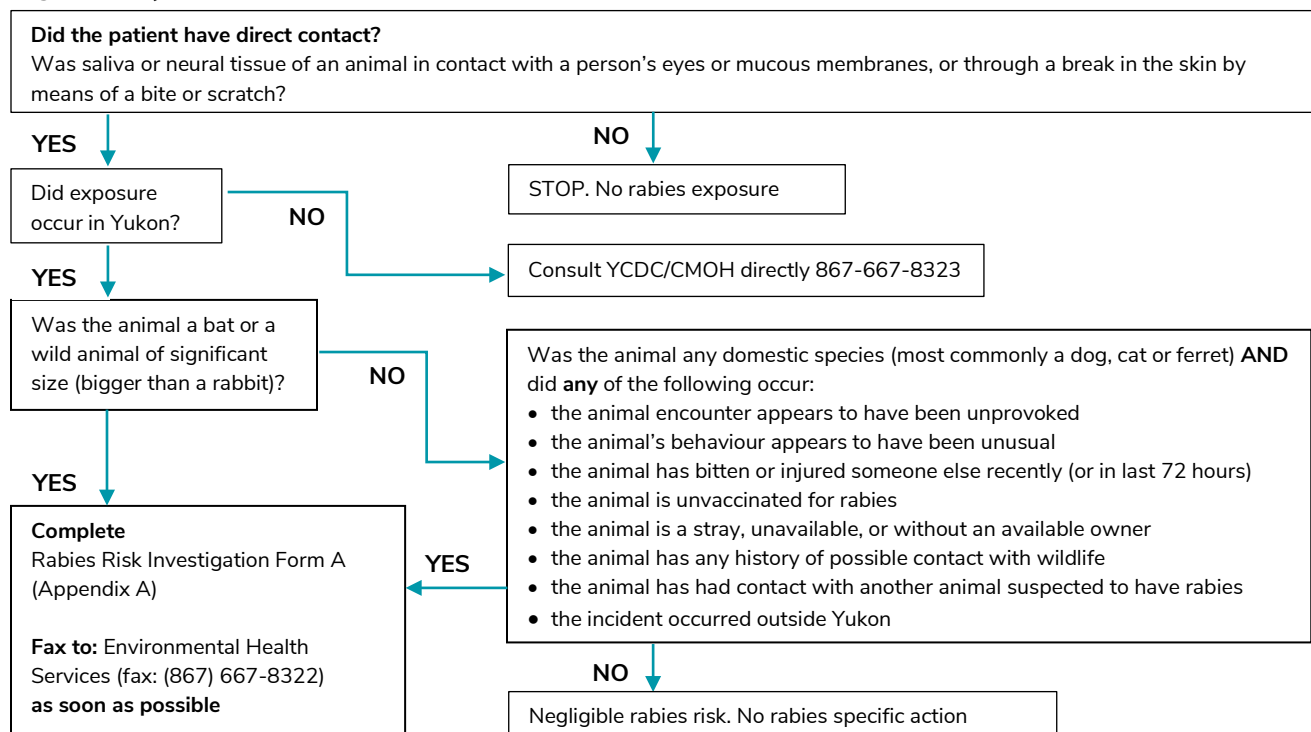 Did the patient have direct contact?
Was saliva or neural tissue of an animal in contact with a person's eyes or mucous membranes, or through a break in the skin by
means of a bite or scratch?
YES
NO
Did exposure
occur in Yukon?
STOP. No rabies exposure
NO
Consult YCDC/CMOH directly 867-667-8323
YES
Was the animal a bat or a
wild animal of significant
size (bigger than a rabbit)?
NO
Was the animal any domestic species (most commonly a dog, cat or ferret) AND
did any of the following occur:
• the animal encounter appears to have been unprovoked
• the animal's behaviour appears to have been unusual
• the animal has bitten or injured someone else recently (or in last 72 hours)
• the animal is unvaccinated for rabies
• the animal is a stray, unavailable, or without an available owner
• the animal has any history of possible contact with wildlife
• the animal has had contact with another animal suspected to have rabies
• the incident occurred outside Yukon
YES
Complete
Rabies Risk Investigation Form A
(Appendix A)
Fax to: Environmental Health
Services (fax: (867) 667-8322)
as soon as possible
YES
NO
Negligible rabies risk. No rabies specific action